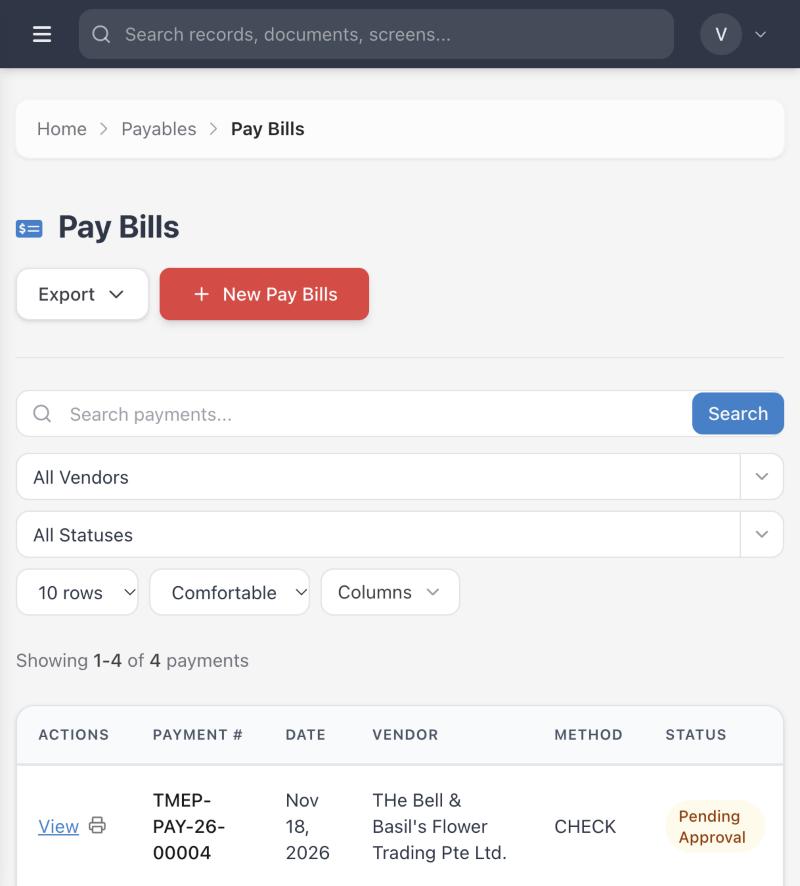 Search records, documents, screens...
V
Home > Payables > Pay Bills
Pay Bills
Export
+ New Pay Bills
Search payments...
Search
All Vendors
All Statuses
10 rows
Comfortable
Columns
Showing 1-4 of 4 payments
ACTIONS PAYMENT # DATE VENDOR METHOD STATUS
View
TMEP-
PAY-26-
00004
Nov
18,
2026
THe Bell &
Basil's Flower
Trading Pte Ltd.
CHECK
Pending
Approval